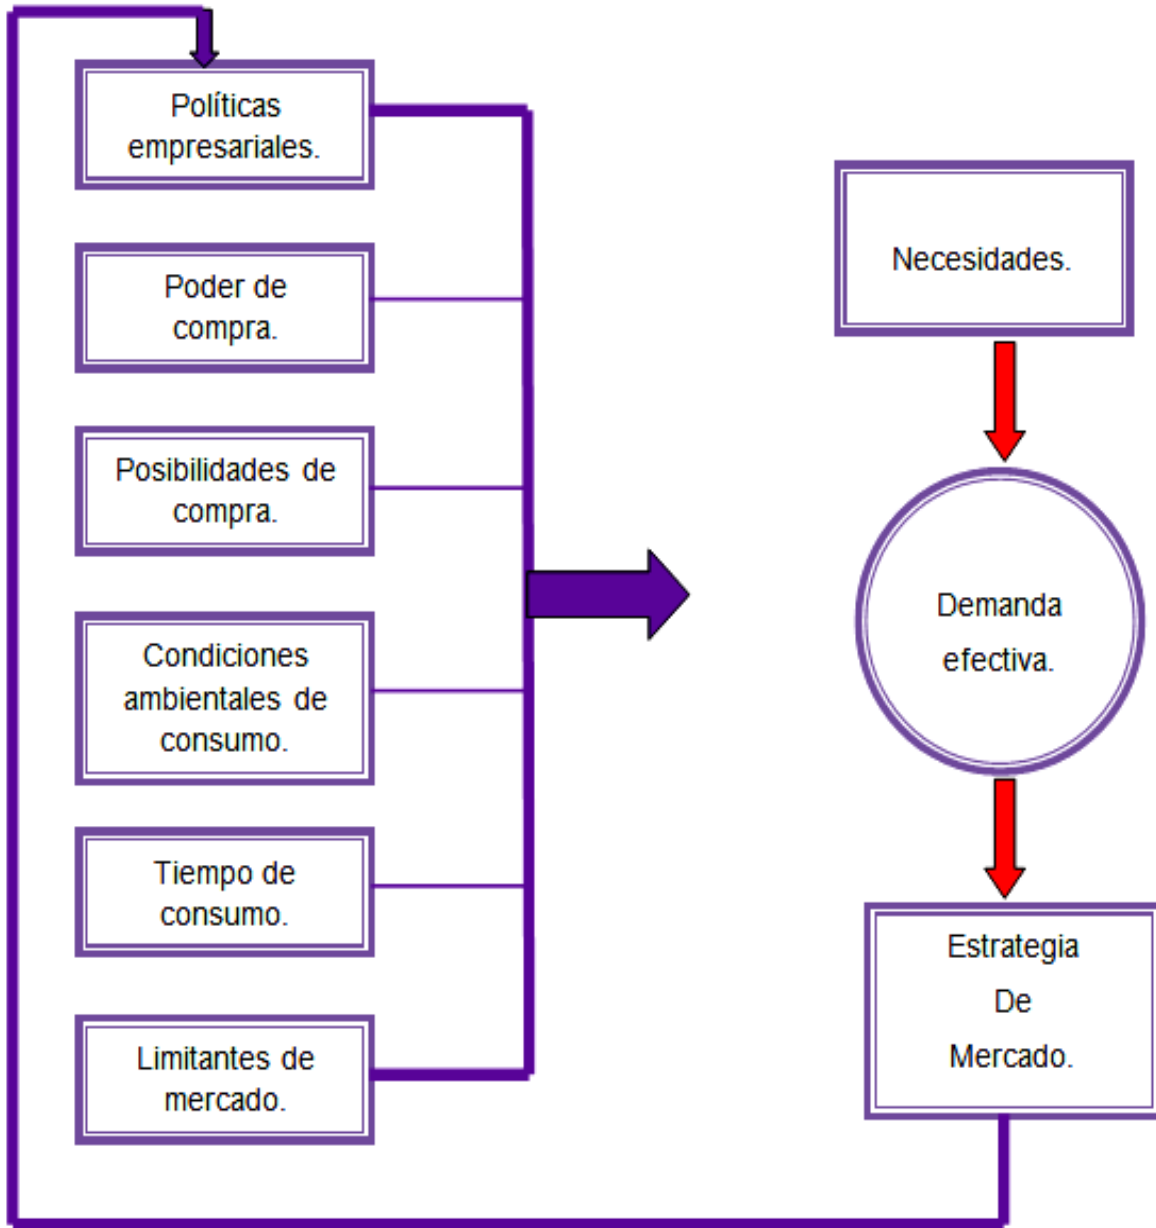 Políticas
empresariales.
Poder de
compra.
Posibilidades de
compra.
Condiciones
ambientales de
consumo.
Tiempo de
consumo.
Limitantes de
mercado.
Necesidades.
Demanda
efectiva.
Estrategia
De
Mercado.